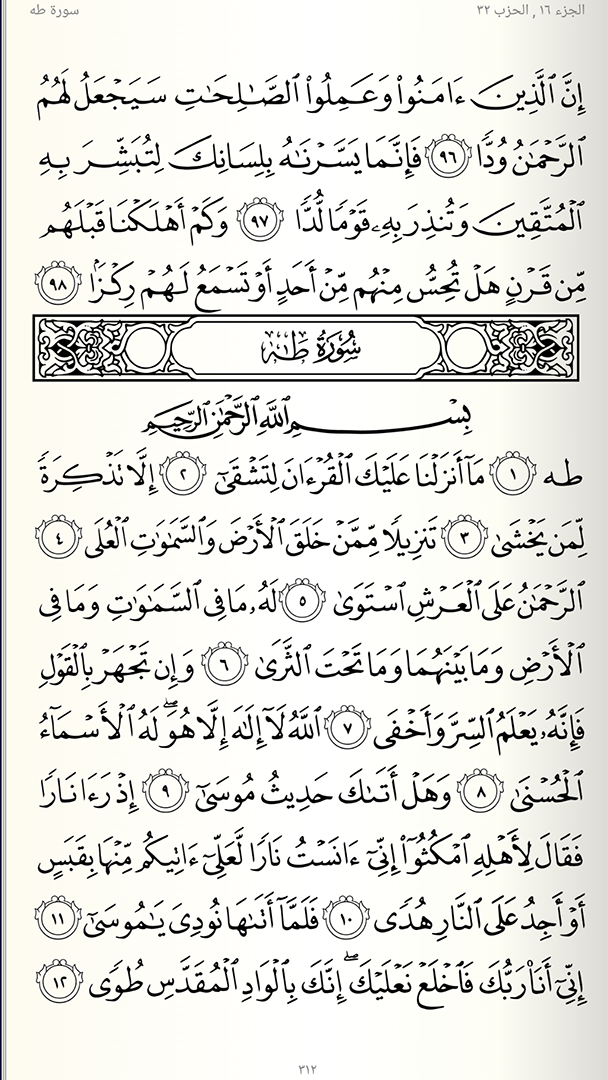 سورة طه
الجزء ١٦ , الحزب ٣٢
إِنَّ ٱلَّذِينَ ءَامَنُوا۟ وَعَمِلُوا۟ ٱلصَّٰلِحَٰتِ سَيَجْعَلُ لَهُمُ
ٱلرَّحْمَٰنُ وُدًّا ٩٦ فَإِنَّمَا يَسَّرْنَٰهُ بِلِسَانِكَ لِتُبَشِّرَ بِهِ
ٱلْمُتَّقِينَ وَتُنذِرَ بِهِۦ قَوْمًا لُّدًّا ٩٧ وَكَمْ أَهْلَكْنَا قَبْلَهُم
مِّن قَرْنٍ هَلْ تُحِسُّ مِنْهُم مِّنْ أَحَدٍ أَوْ تَسْمَعُ لَهُمْ رِكْزًۢا ٩٨
سُورَةُ طه
بِسْمِ ٱللَّهِ ٱلرَّحْمَٰنِ ٱلرَّحِيمِ
طه ١ مَآ أَنزَلْنَا عَلَيْكَ ٱلْقُرْءَانَ لِتَشْقَىٰٓ ٢ إِلَّا تَذْكِرَةً
لِّمَن يَخْشَىٰ ٣ تَنزِيلًا مِّمَّنْ خَلَقَ ٱلْأَرْضَ وَٱلسَّمَٰوَٰتِ ٱلْعُلَى ٤
ٱلرَّحْمَٰنُ عَلَى ٱلْعَرْشِ ٱسْتَوَىٰ ٥ لَهُۥ مَا فِى ٱلسَّمَٰوَٰتِ وَمَا فِى
ٱلْأَرْضِ وَمَا بَيْنَهُمَا وَمَا تَحْتَ ٱلثَّرَىٰ ٦ وَإِن تَجْهَرْ بِٱلْقَوْلِ
فَإِنَّهُۥ يَعْلَمُ ٱلسِّرَّ وَأَخْفَى ٧ ٱللَّهُ لَآ إِلَٰهَ إِلَّا هُوَ ۖ لَهُ ٱلْأَسْمَآءُ
ٱلْحُسْنَىٰ ٨ وَهَلْ أَتَىٰكَ حَدِيثُ مُوسَىٰٓ ٩ إِذْ رَءَا نَارًا
فَقَالَ لِأَهْلِهِ ٱمْكُثُوٓا۟ إِنِّىٓ ءَانَسْتُ نَارًا لَّعَلِّىٓ ءَاتِيكُم مِّنْهَا بِقَبَسٍ
أَوْ أَجِدُ عَلَى ٱلنَّارِ هُدًى ١٠ فَلَمَّآ أَتَىٰهَا نُودِىَ يَٰمُوسَىٰٓ ١١
إِنِّىٓ أَنَا۠ رَبُّكَ فَٱخْلَعْ نَعْلَيْكَ ۖ إِنَّكَ بِٱلْوَادِ ٱلْمُقَدَّسِ طُوًى ١٢
٣١٢